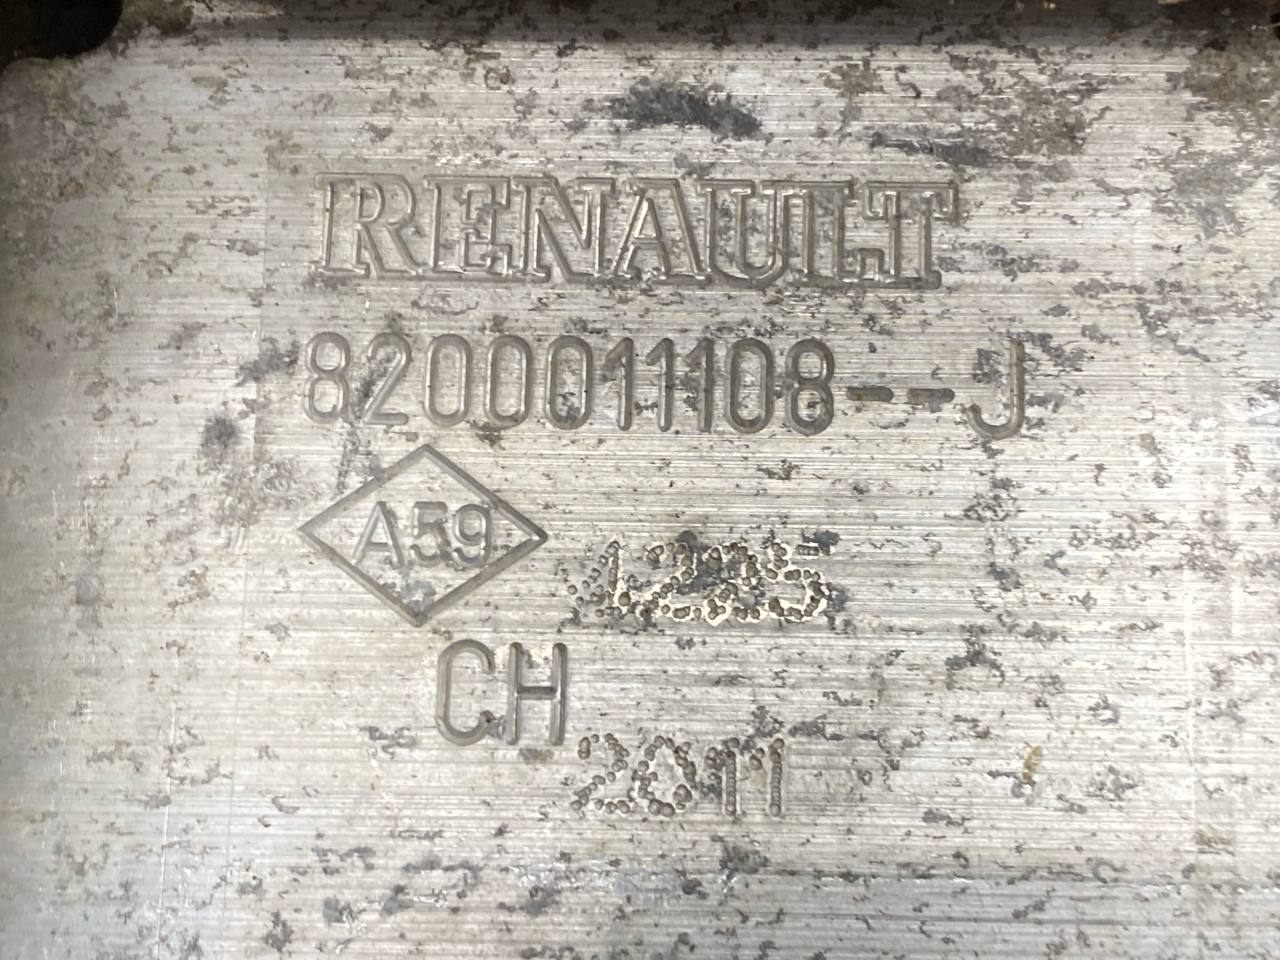 RENAULT
8200011108--J
A59
CH
2011